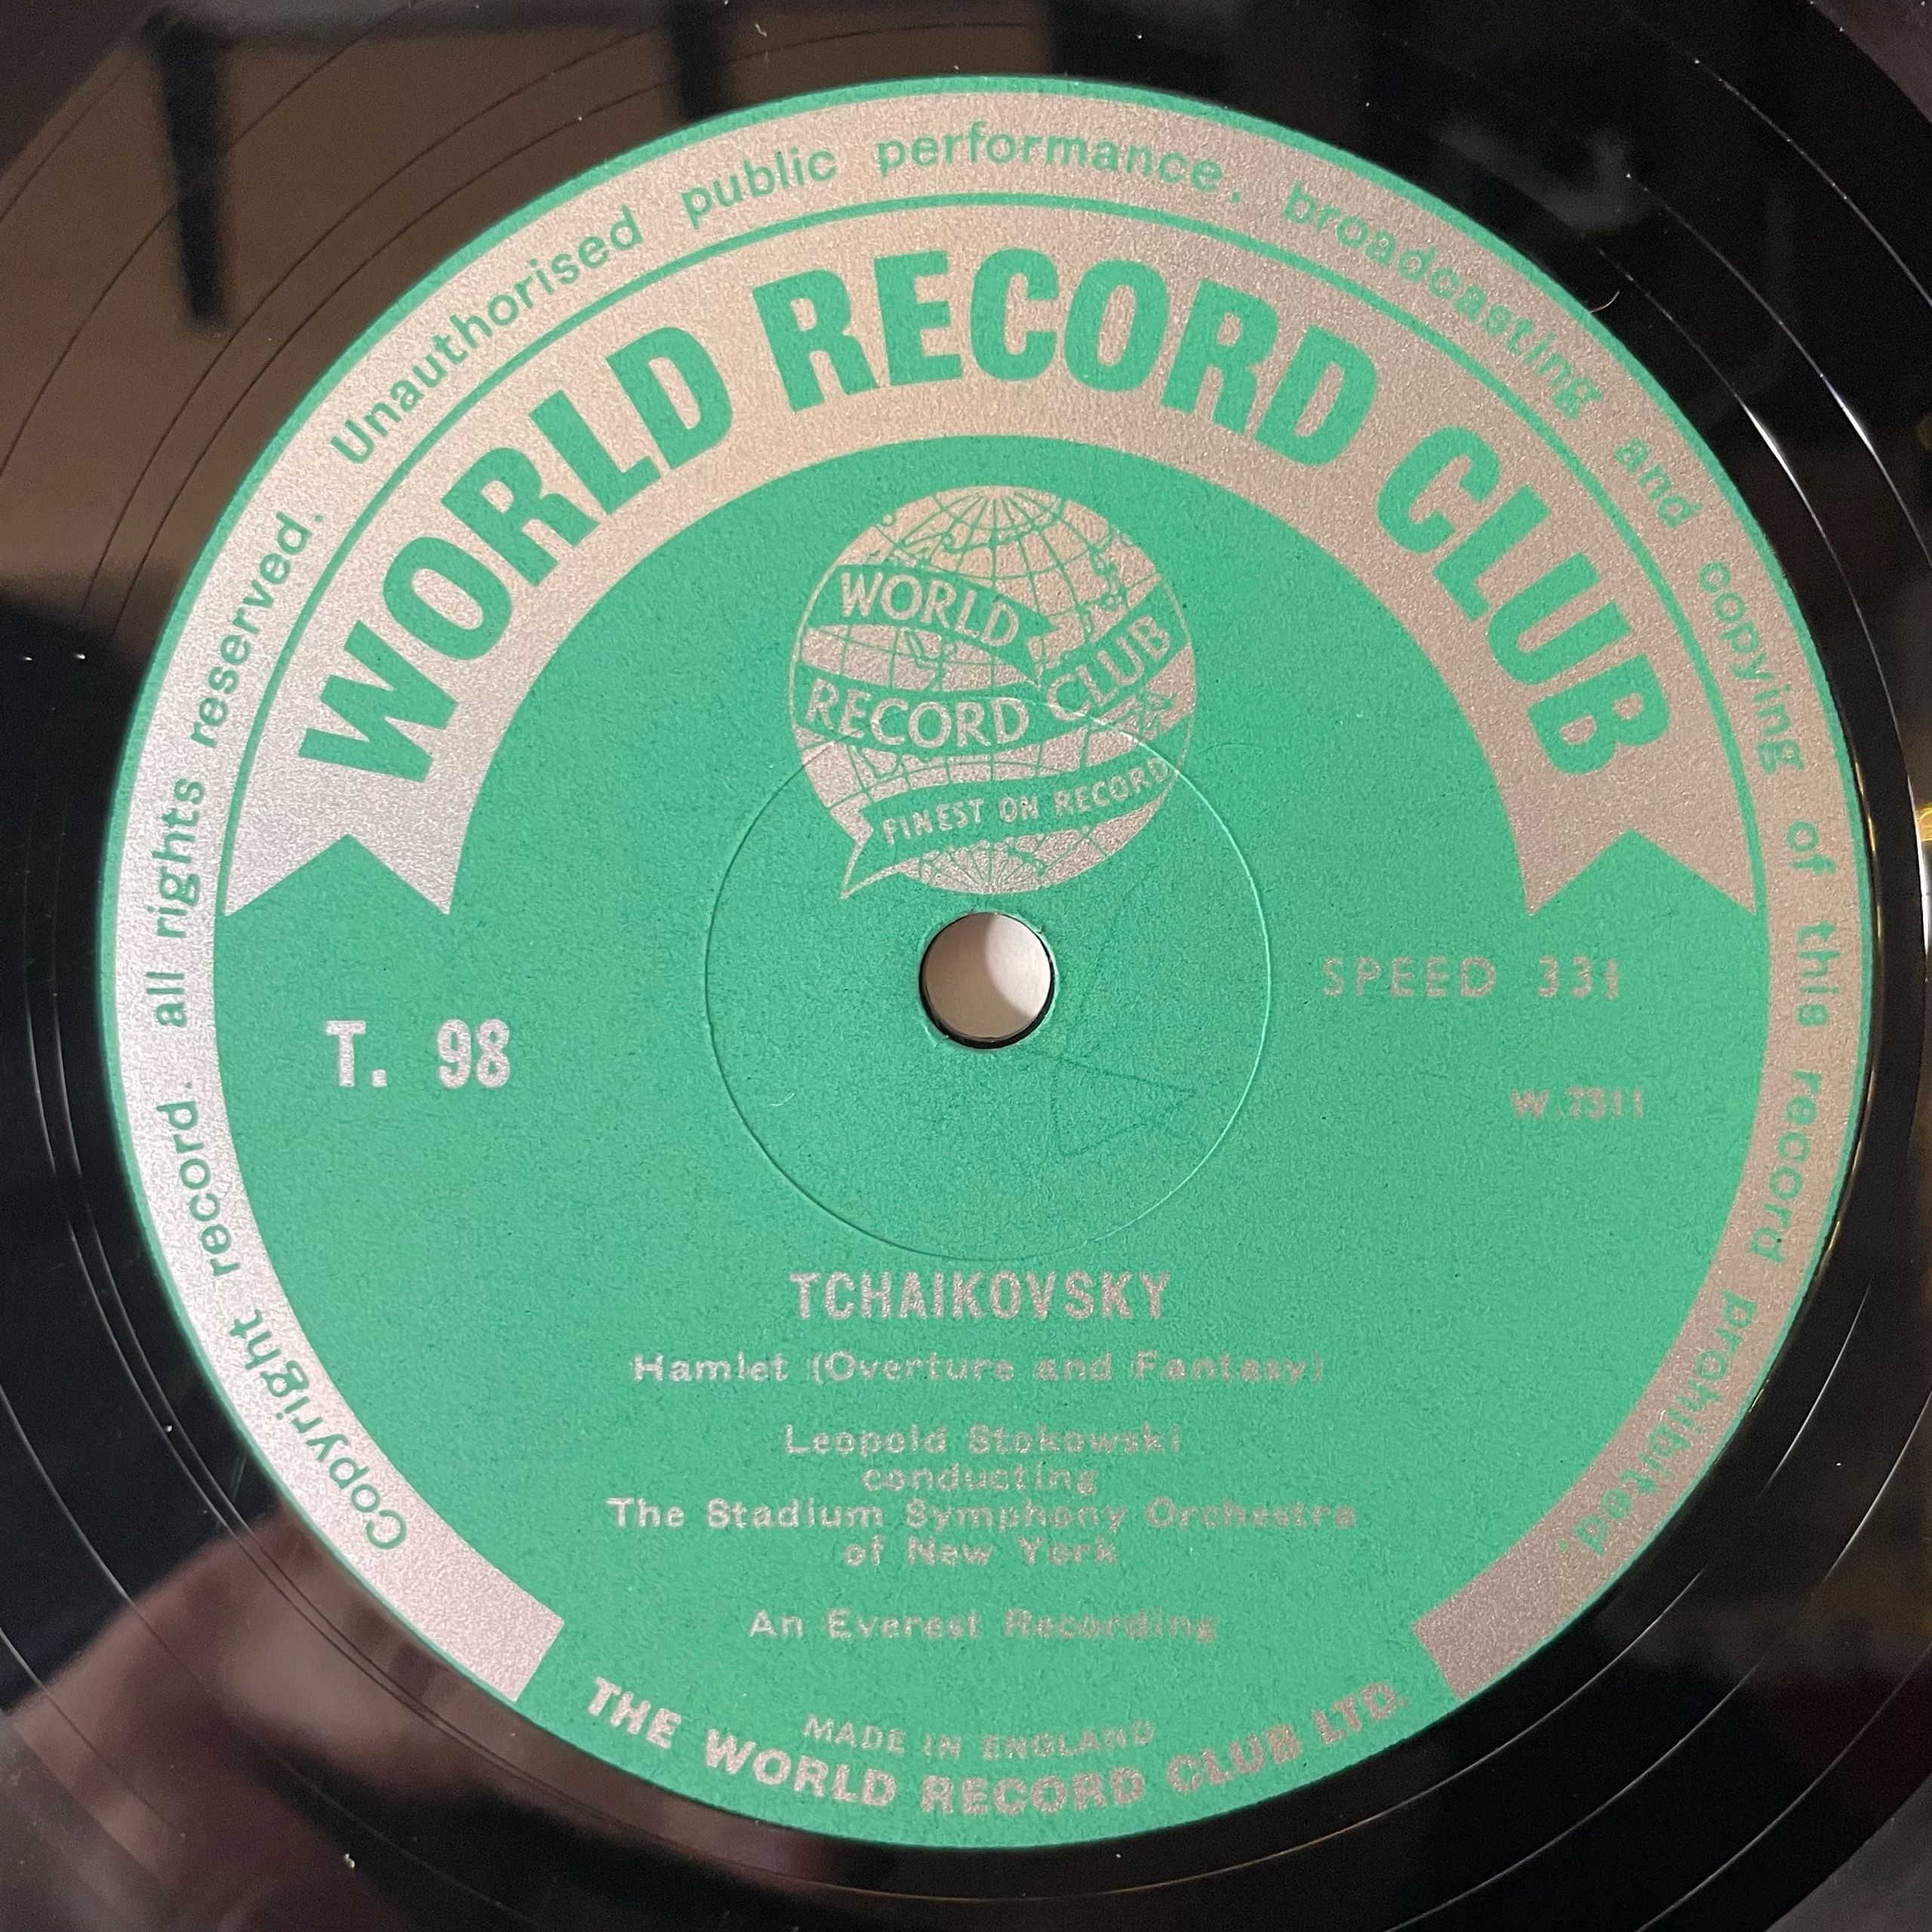 Copyright record. all rights reserved. Unauthorised public performance. broadcasting and copying of this record prohibited.
WORLD RECORD CLUB
WORLD
RECORD CLUB
FINEST ON RECORD
SPEED 33⅓
T. 98
W.7311
TCHAIKOVSKY
Hamlet (Overture and Fantasy)
Leopold Stokowski
conducting
The Stadium Symphony Orchestra
of New York
An Everest Recording
MADE IN ENGLAND
THE WORLD RECORD CLUB LTD.